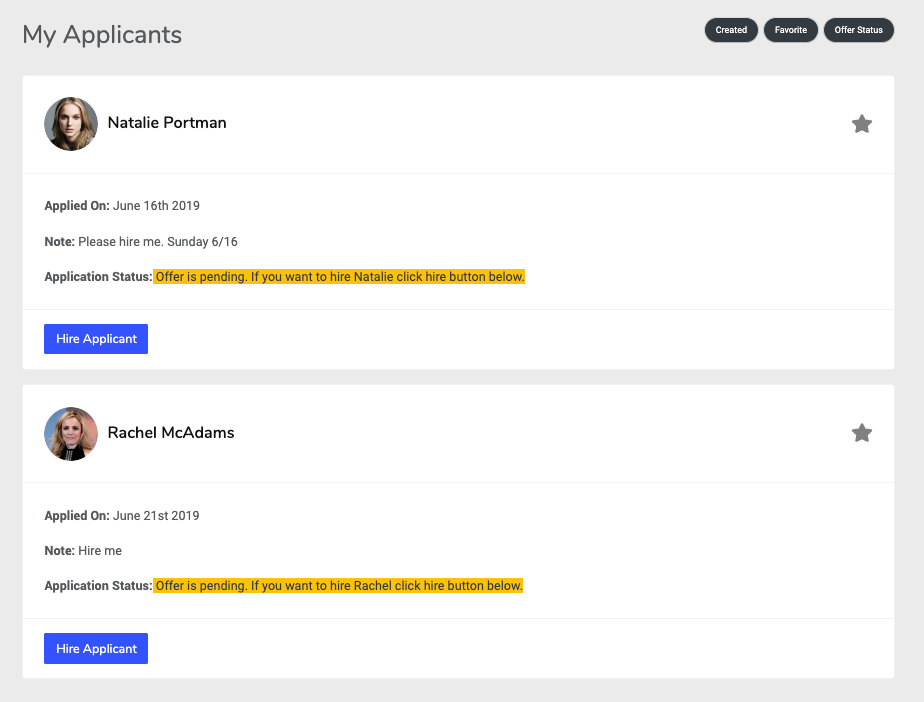 My Applicants
Created
Favorite
Offer Status
Natalie Portman
Applied On: June 16th 2019
Note: Please hire me. Sunday 6/16
Application Status: Offer is pending. If you want to hire Natalie click hire button below.
Hire Applicant
Rachel McAdams
Applied On: June 21st 2019
Note: Hire me
Application Status: Offer is pending. If you want to hire Rachel click hire button below.
Hire Applicant